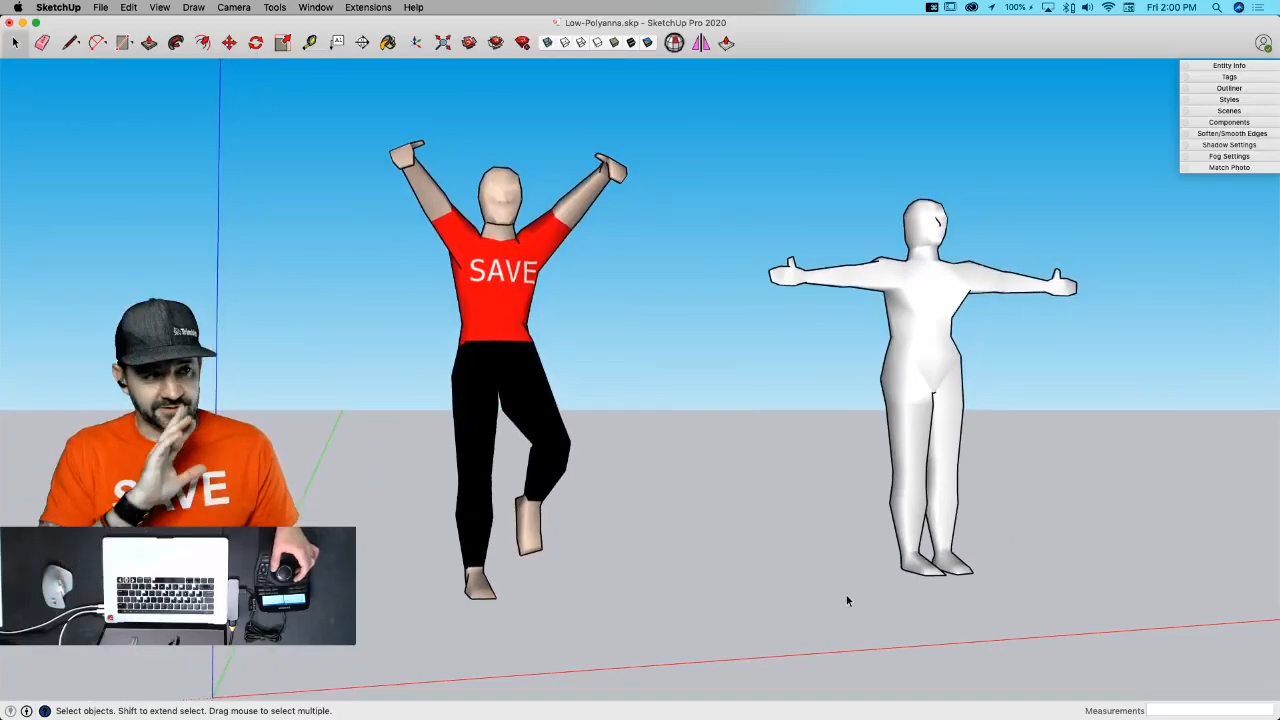 SketchUp File Edit View Draw Camera Tools Window Extensions Help
100% Fri 2:00 PM
Low-Polyanna.skp - SketchUp Pro 2020
Entity Info
Tags
Outliner
Styles
Scenes
Components
Soften/Smooth Edges
Shadow Settings
Fog Settings
Match Photo
SAVE
Trimble
SAVE
Select objects. Shift to extend select. Drag mouse to select multiple.
Measurements